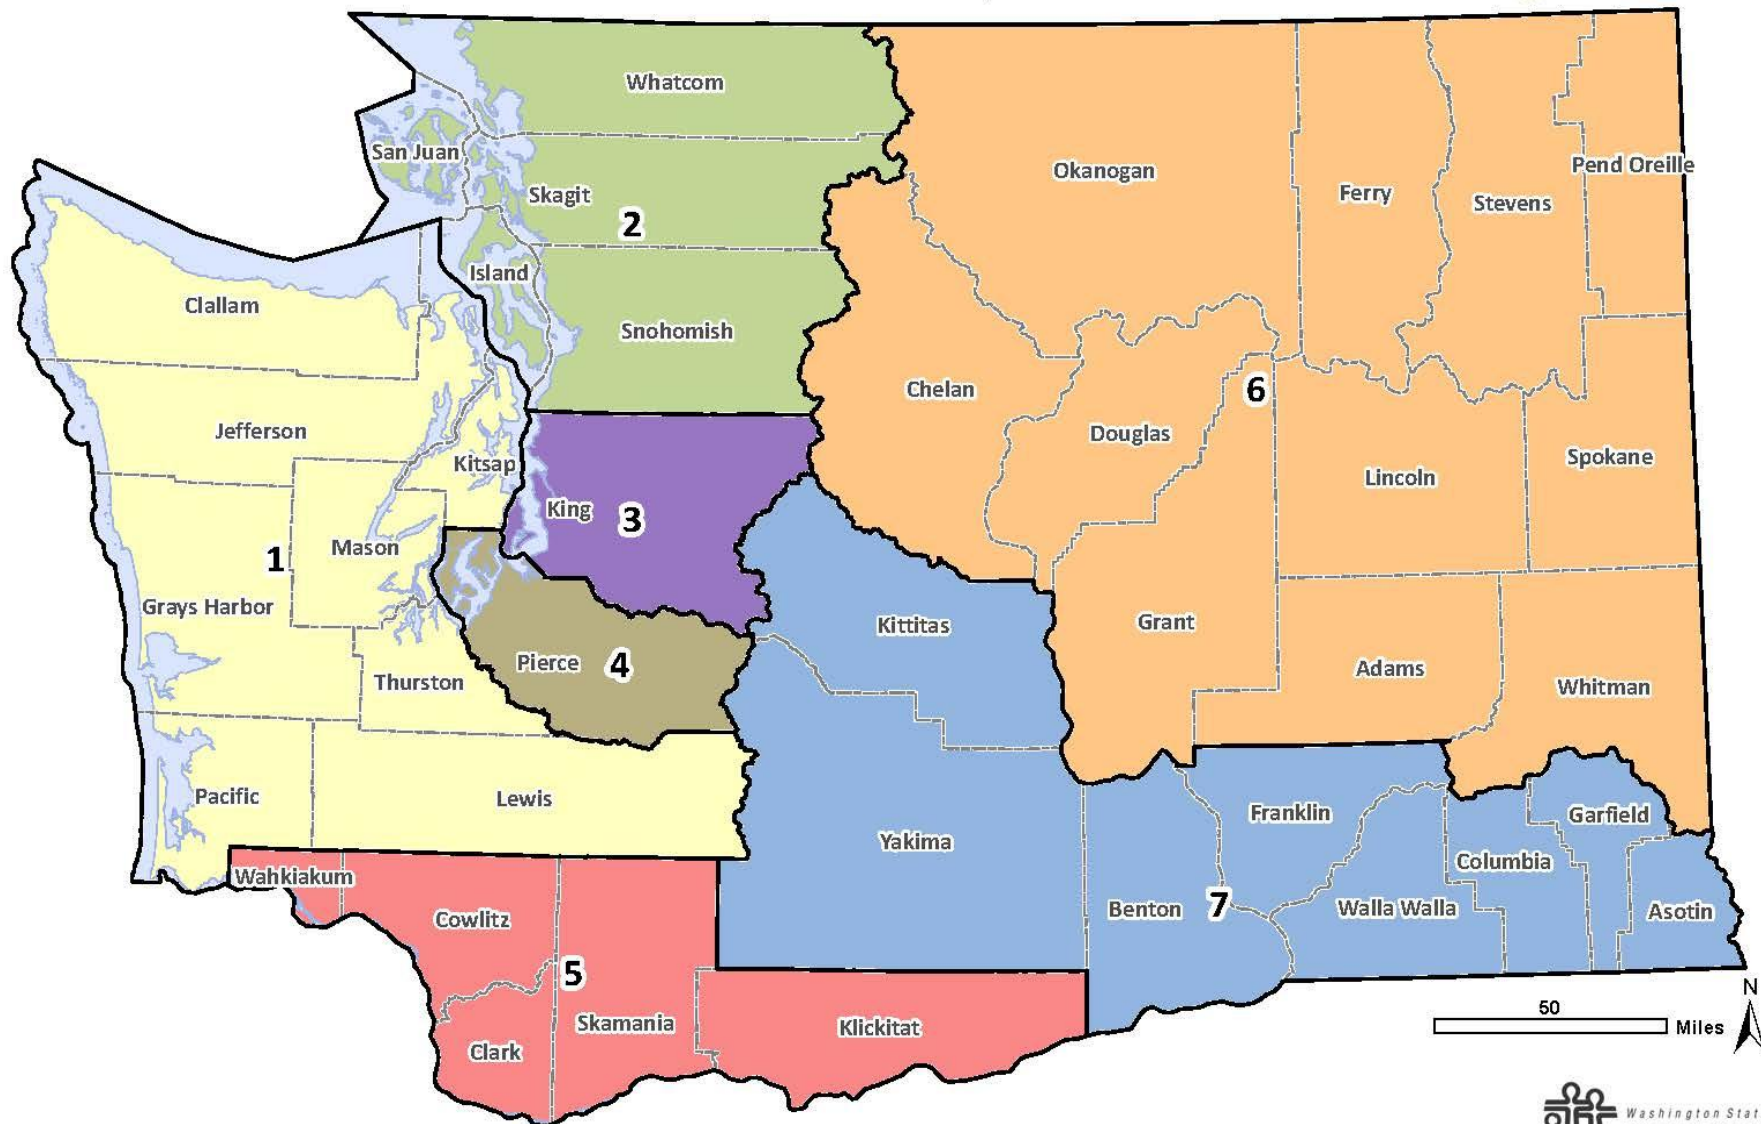 Whatcom
San Juan
Skagit
2
Island
Snohomish
Okanogan
Ferry
Stevens
Pend Oreille
Clallam
Jefferson
Kitsap
King
3
Chelan
Douglas
6
Lincoln
Spokane
1
Mason
Grays Harbor
Thurston
Pierce
4
Kittitas
Grant
Adams
Whitman
Pacific
Lewis
Yakima
Benton
7
Franklin
Walla Walla
Columbia
Garfield
Asotin
Wahkiakum
Cowlitz
5
Clark
Skamania
Klickitat
N
50
Miles
Washington Stat